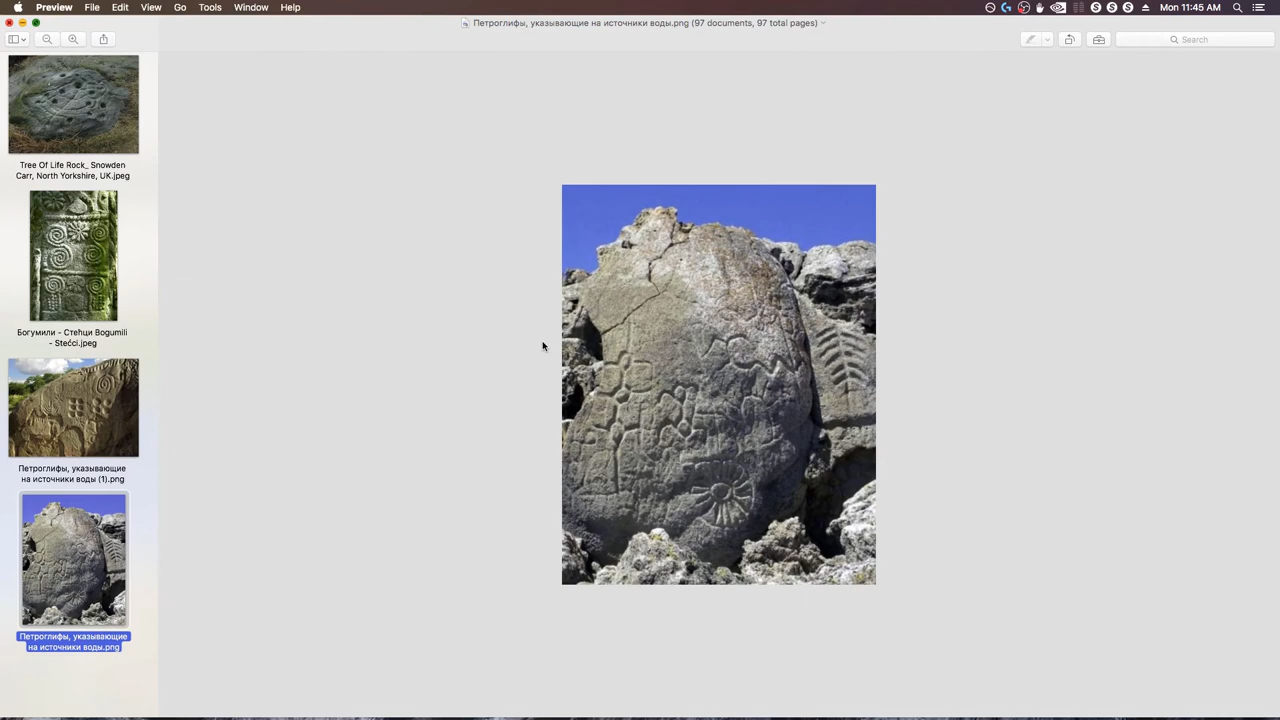 Preview File Edit View Go Tools Window Help
Mon 11:45 AM
Петроглифы, указывающие на источники воды.png (97 documents, 97 total pages)
Search
Tree Of Life Rock_ Snowden
Carr, North Yorkshire, UK.jpeg
Богумили - Стећци Bogumili
- Stećci.jpeg
Петроглифы, указывающие
на источники воды (1).png
Петроглифы, указывающие
на источники воды.png